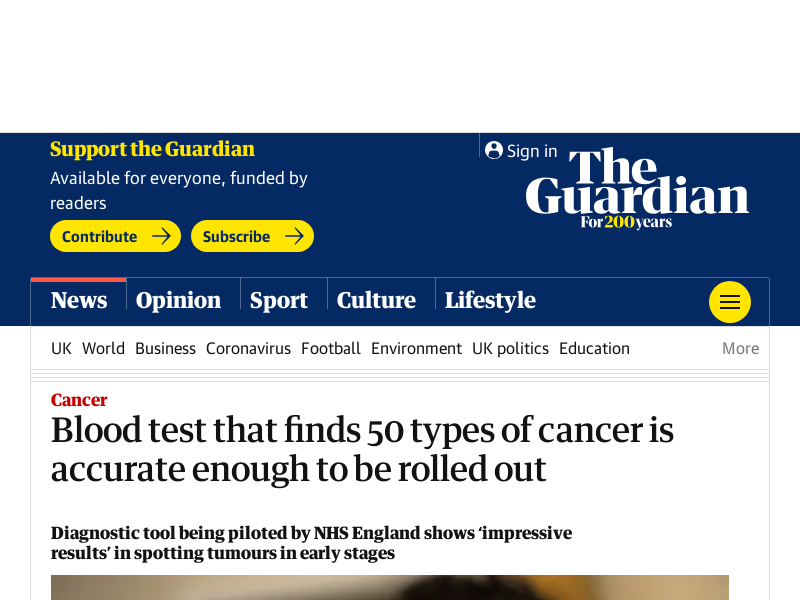 Support the Guardian
Available for everyone, funded by
readers
Contribute
Subscribe
Sign in
The
Guardian
For 200 years
News
Opinion
Sport
Culture
Lifestyle
UK World Business Coronavirus Football Environment UK politics Education More
Cancer
Blood test that finds 50 types of cancer is
accurate enough to be rolled out
Diagnostic tool being piloted by NHS England shows ‘impressive
results’ in spotting tumours in early stages